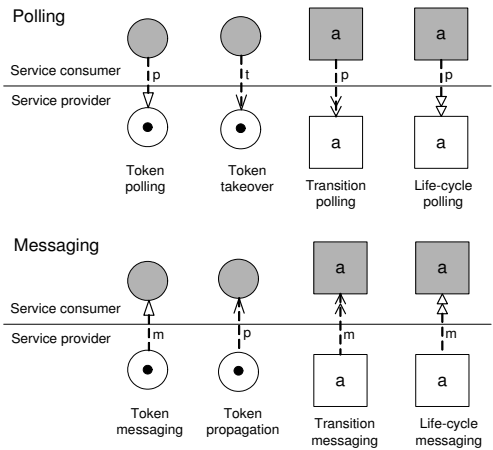 Polling
a a
Service consumer
p t p p
Service provider
a a
Token polling
Token takeover
Transition polling
Life-cycle polling
Messaging
a a
Service consumer
Service provider
m p m m
a a
Token messaging
Token propagation
Transition messaging
Life-cycle messaging